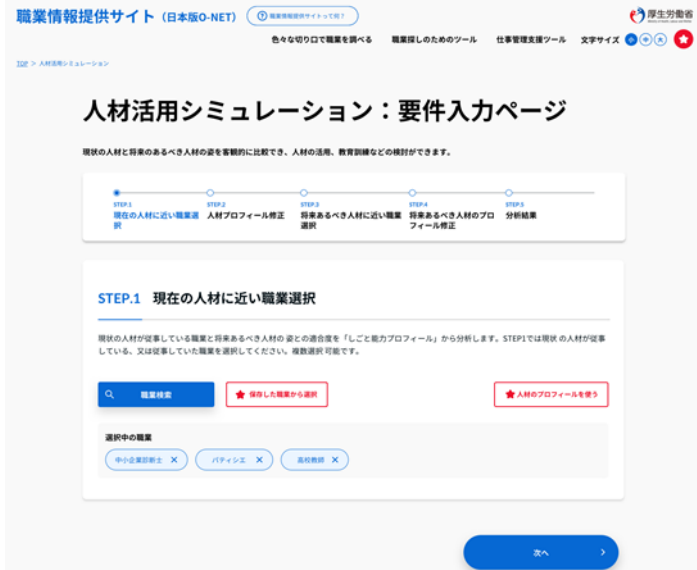 職業情報提供サイト（日本版O-NET）
職業情報提供サイトって何？
厚生労働省
色々な切り口で職業を調べる 職業探しのためのツール 仕事管理支援ツール 文字サイズ 小 中 大
TOP > 人材活用シミュレーション
人材活用シミュレーション：要件入力ページ
現状の人材と将来のあるべき人材の姿を客観的に比較でき、人材の活用、教育訓練などの検討ができます。
STEP.1 STEP.2 STEP.3 STEP.4 STEP.5
現在の人材に近い職業選 人材プロフィール修正 将来あるべき人材に近い職業 将来あるべき人材のプロ 分析結果
択 選択 フィール修正
STEP.1 現在の人材に近い職業選択
現状の人材が従事している職業と将来あるべき人材の 姿との適合度を「しごと能力プロフィール」から分析します。STEP1では現状 の人材が従事
している、又は従事していた職業を選択してください。複数選択 可能です。
職業検索 保存した職業から選択 人材のプロフィールを使う
選択中の職業
中小企業診断士 × パティシエ × 高校教師 ×
次へ